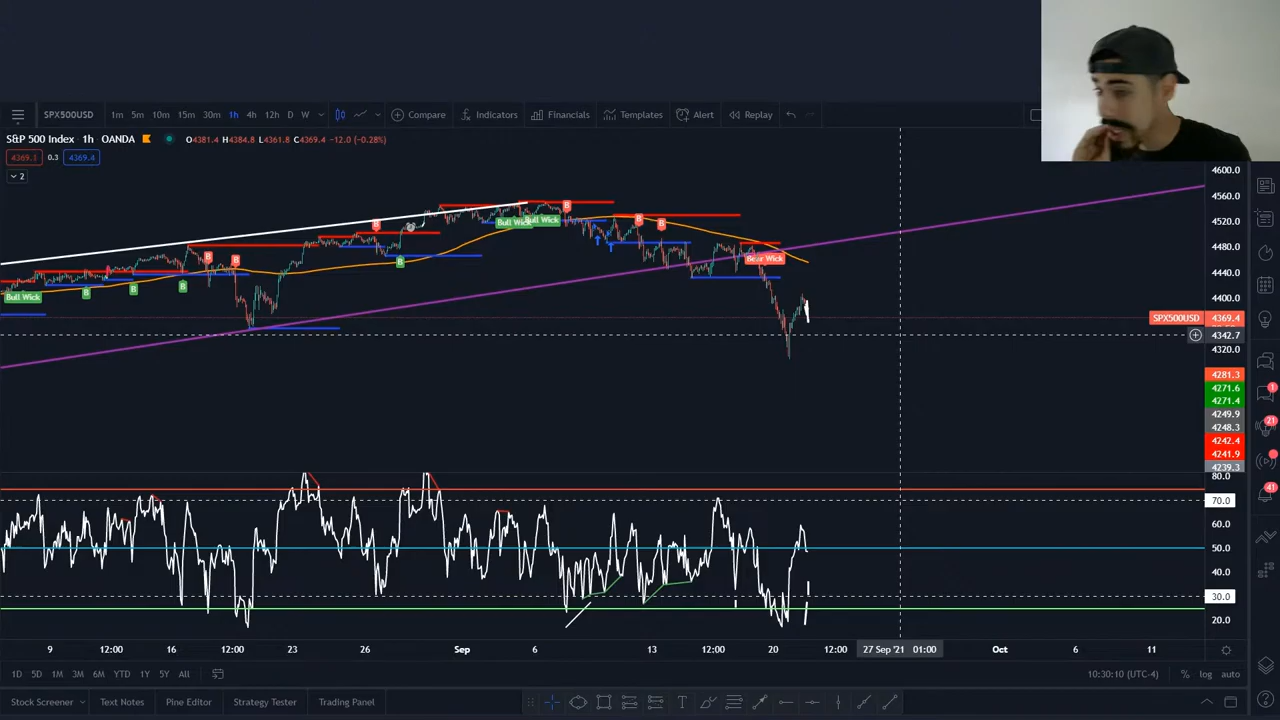 SPX500USD 1m 5m 10m 15m 30m 1h 4h 12h D W Compare Indicators Financials Templates Alert Replay
S&P 500 Index 1h OANDA O4381.4 H4384.8 L4361.8 C4369.4 -12.0 (-0.28%)
4369.1 0.3 4369.4
2
4600.0
4560.0
4520.0
4480.0
4440.0
4400.0
SPX500USD 4369.4
4342.7
4320.0
4281.3
4271.6
4271.4
4249.9
4248.3
4242.4
4241.9
4239.3
B B B B B B B B
B B B B B
Bull Wick
Bull Wick
Bull Wick
Bear Wick
80.0
70.0
60.0
50.0
40.0
30.0
20.0
1
21
41
9 12:00 16 12:00 23 Sep 6 13 12:00 20 12:00 27 Sep '21 01:00 Oct 6 11
1D 5D 1M 3M 6M YTD 1Y 5Y All 10:30:10 (UTC-4) % log auto
Stock Screener Text Notes Pine Editor Strategy Tester Trading Panel